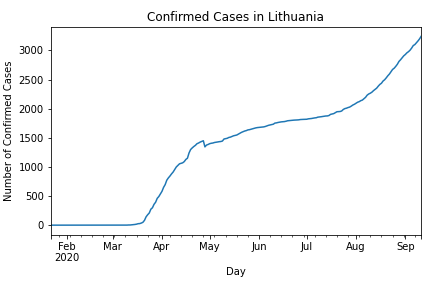 Confirmed Cases in Lithuania
Number of Confirmed Cases
3000
2500
2000
1500
1000
500
0
Feb Mar Apr May Jun Jul Aug Sep
2020
Day